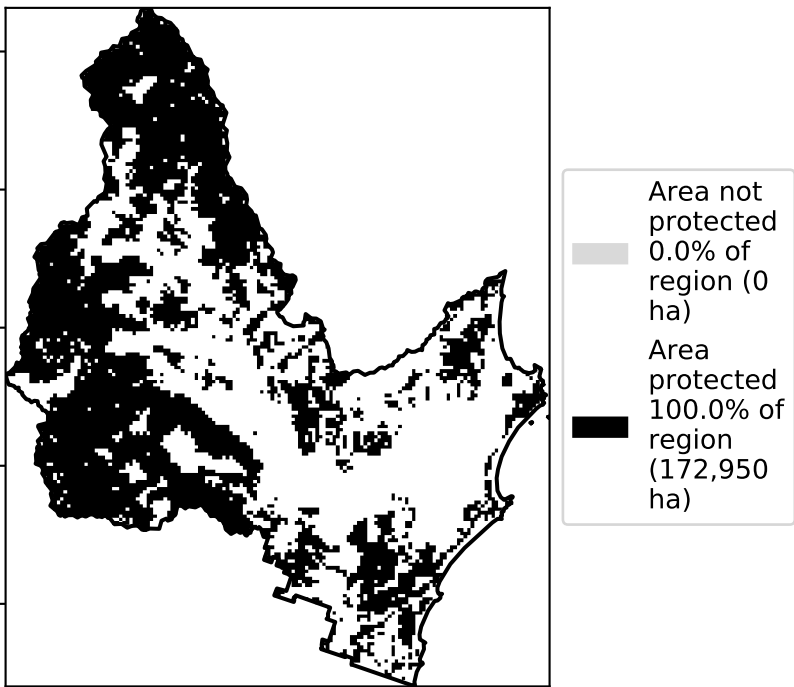 Area not
protected
0.0% of
region (0
ha)
Area
protected
100.0% of
region
(172,950
ha)